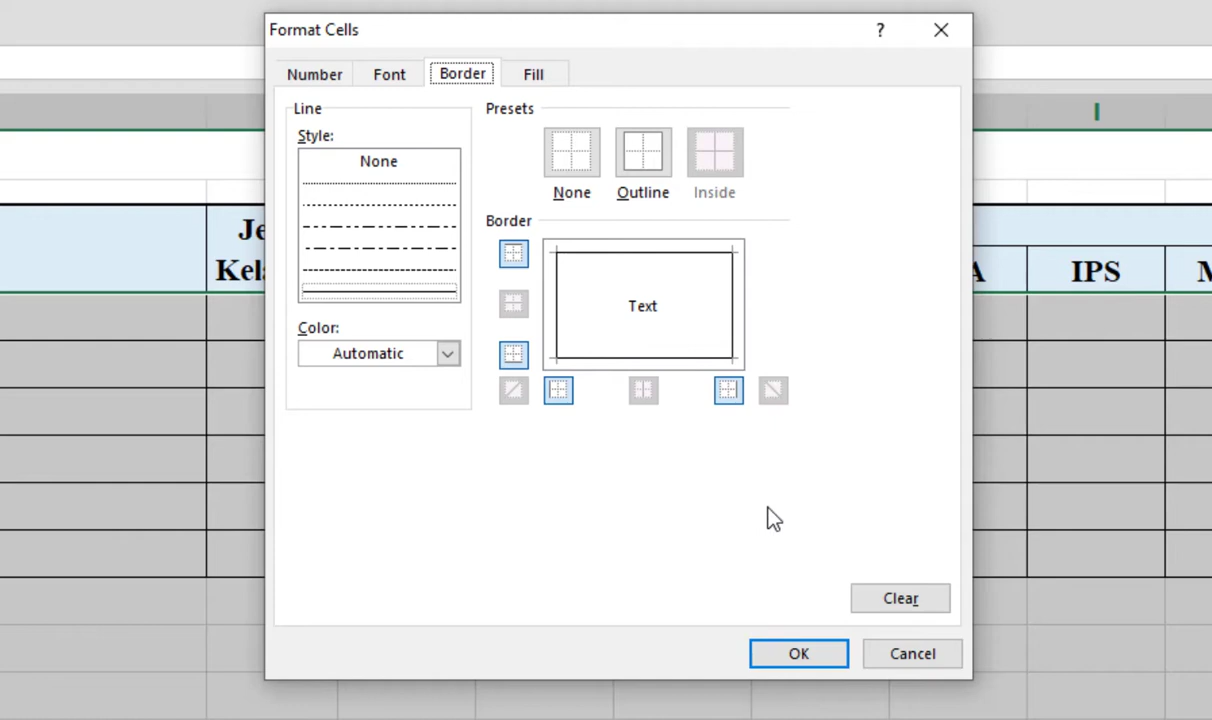 Format Cells
?
Number Font Border Fill
Line
Style:
None
Color:
Automatic
Presets
None Outline Inside
Border
Text
Clear
OK Cancel
I
IPS